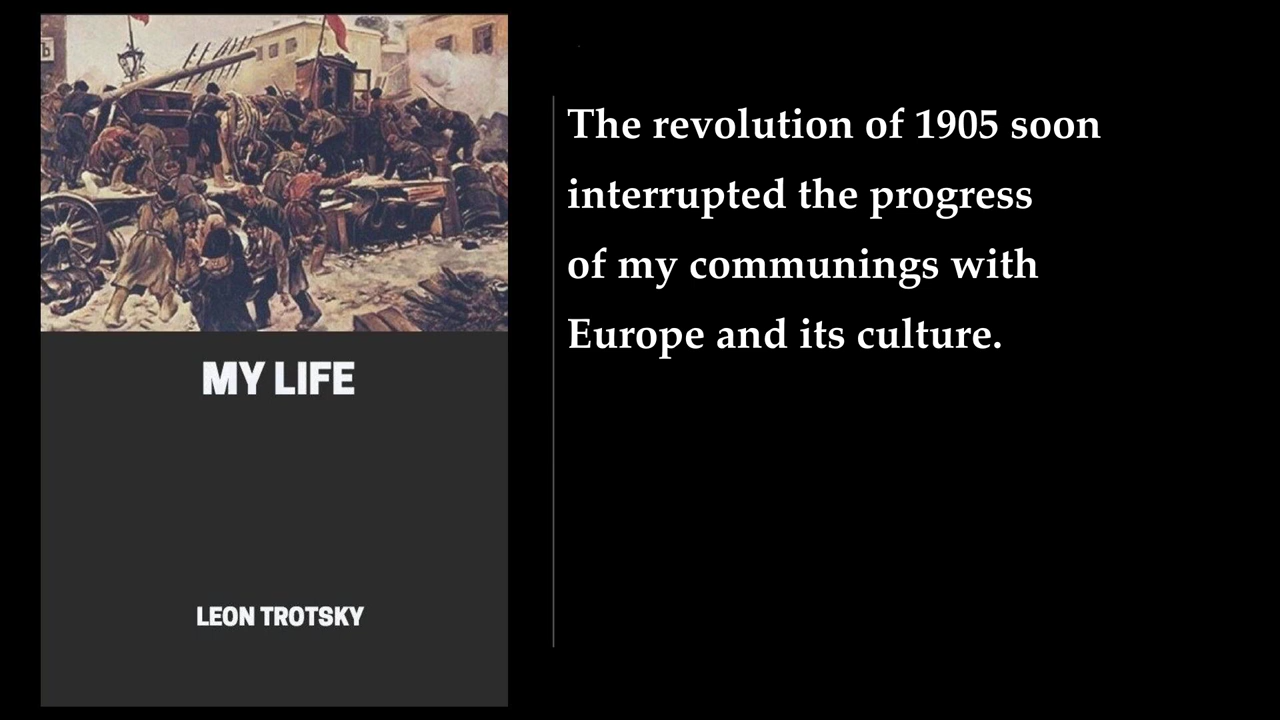 MY LIFE
LEON TROTSKY
The revolution of 1905 soon
interrupted the progress
of my communings with
Europe and its culture.